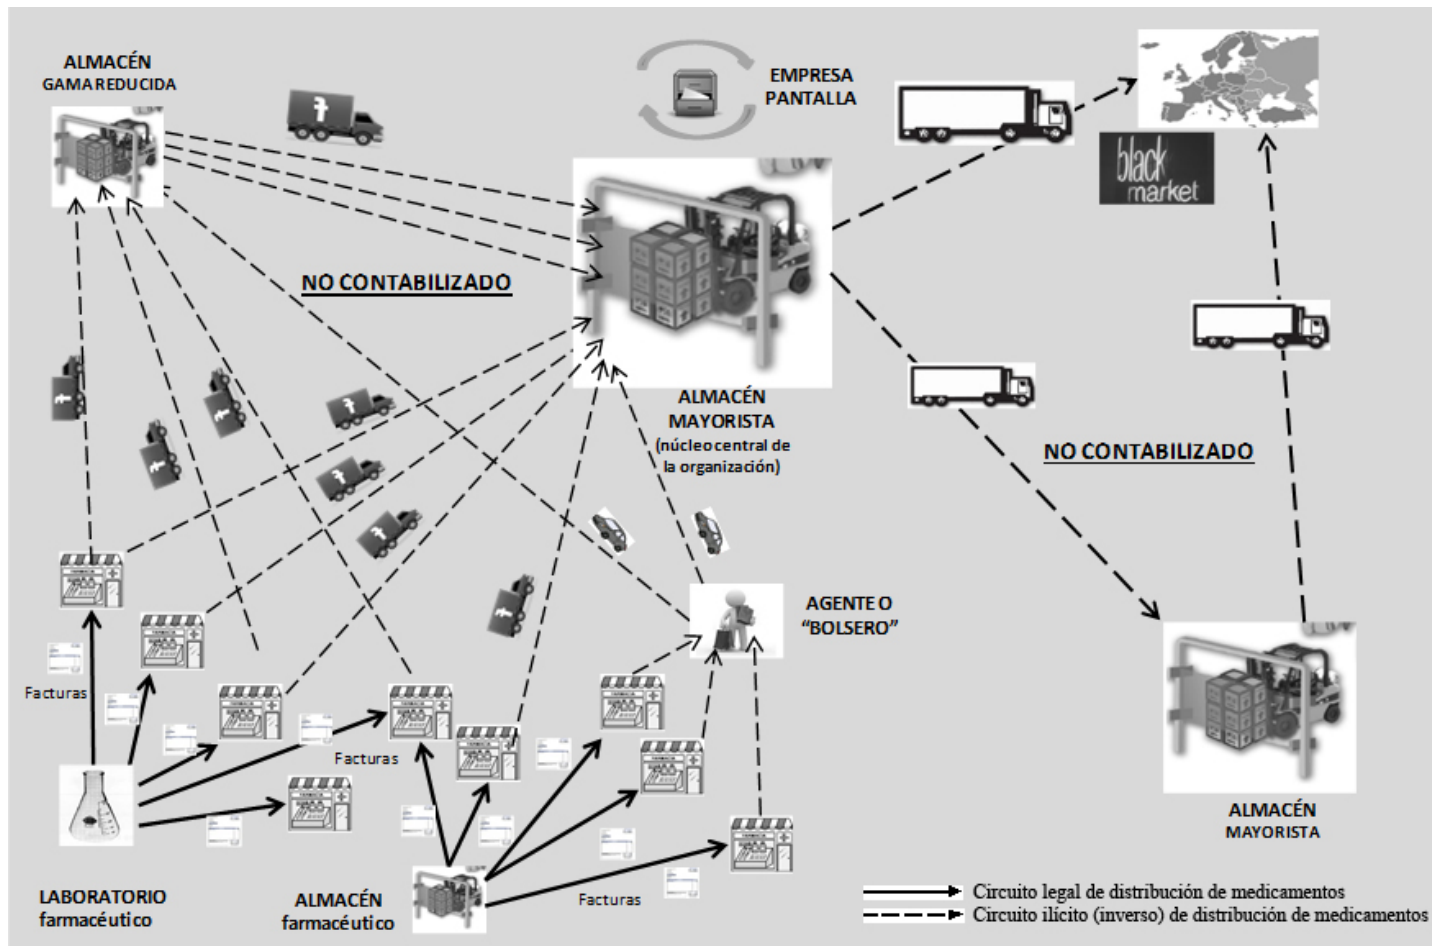 ALMACÉN
GAMA REDUCIDA
EMPRESA
PANTALLA
black
market
NO CONTABILIZADO
ALMACÉN
MAYORISTA
(núcleo central de
la organización)
NO CONTABILIZADO
AGENTE O
“BOLSERO”
Facturas
Facturas
ALMACÉN
MAYORISTA
LABORATORIO
farmacéutico
ALMACÉN
farmacéutico
Facturas
Circuito legal de distribución de medicamentos
Circuito ilícito (inverso) de distribución de medicamentos